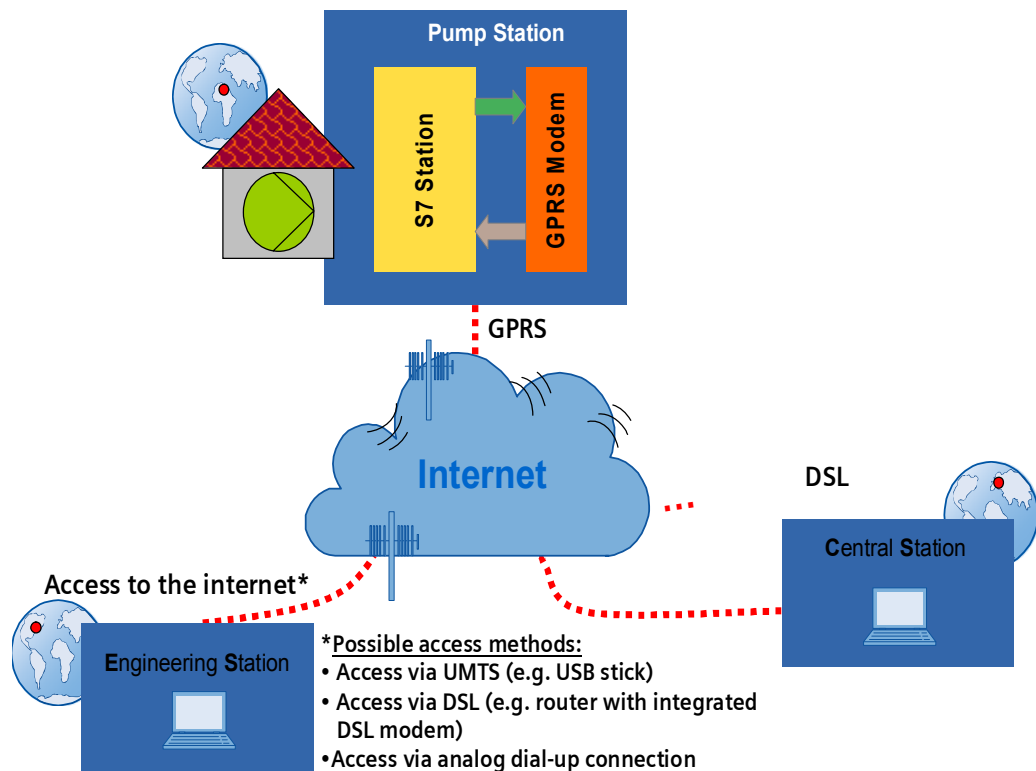 Pump Station
S7 Station
GPRS Modem
GPRS
Internet
DSL
Central Station
Access to the internet*
Engineering Station
*Possible access methods:
• Access via UMTS (e.g. USB stick)
• Access via DSL (e.g. router with integrated
DSL modem)
•Access via analog dial-up connection